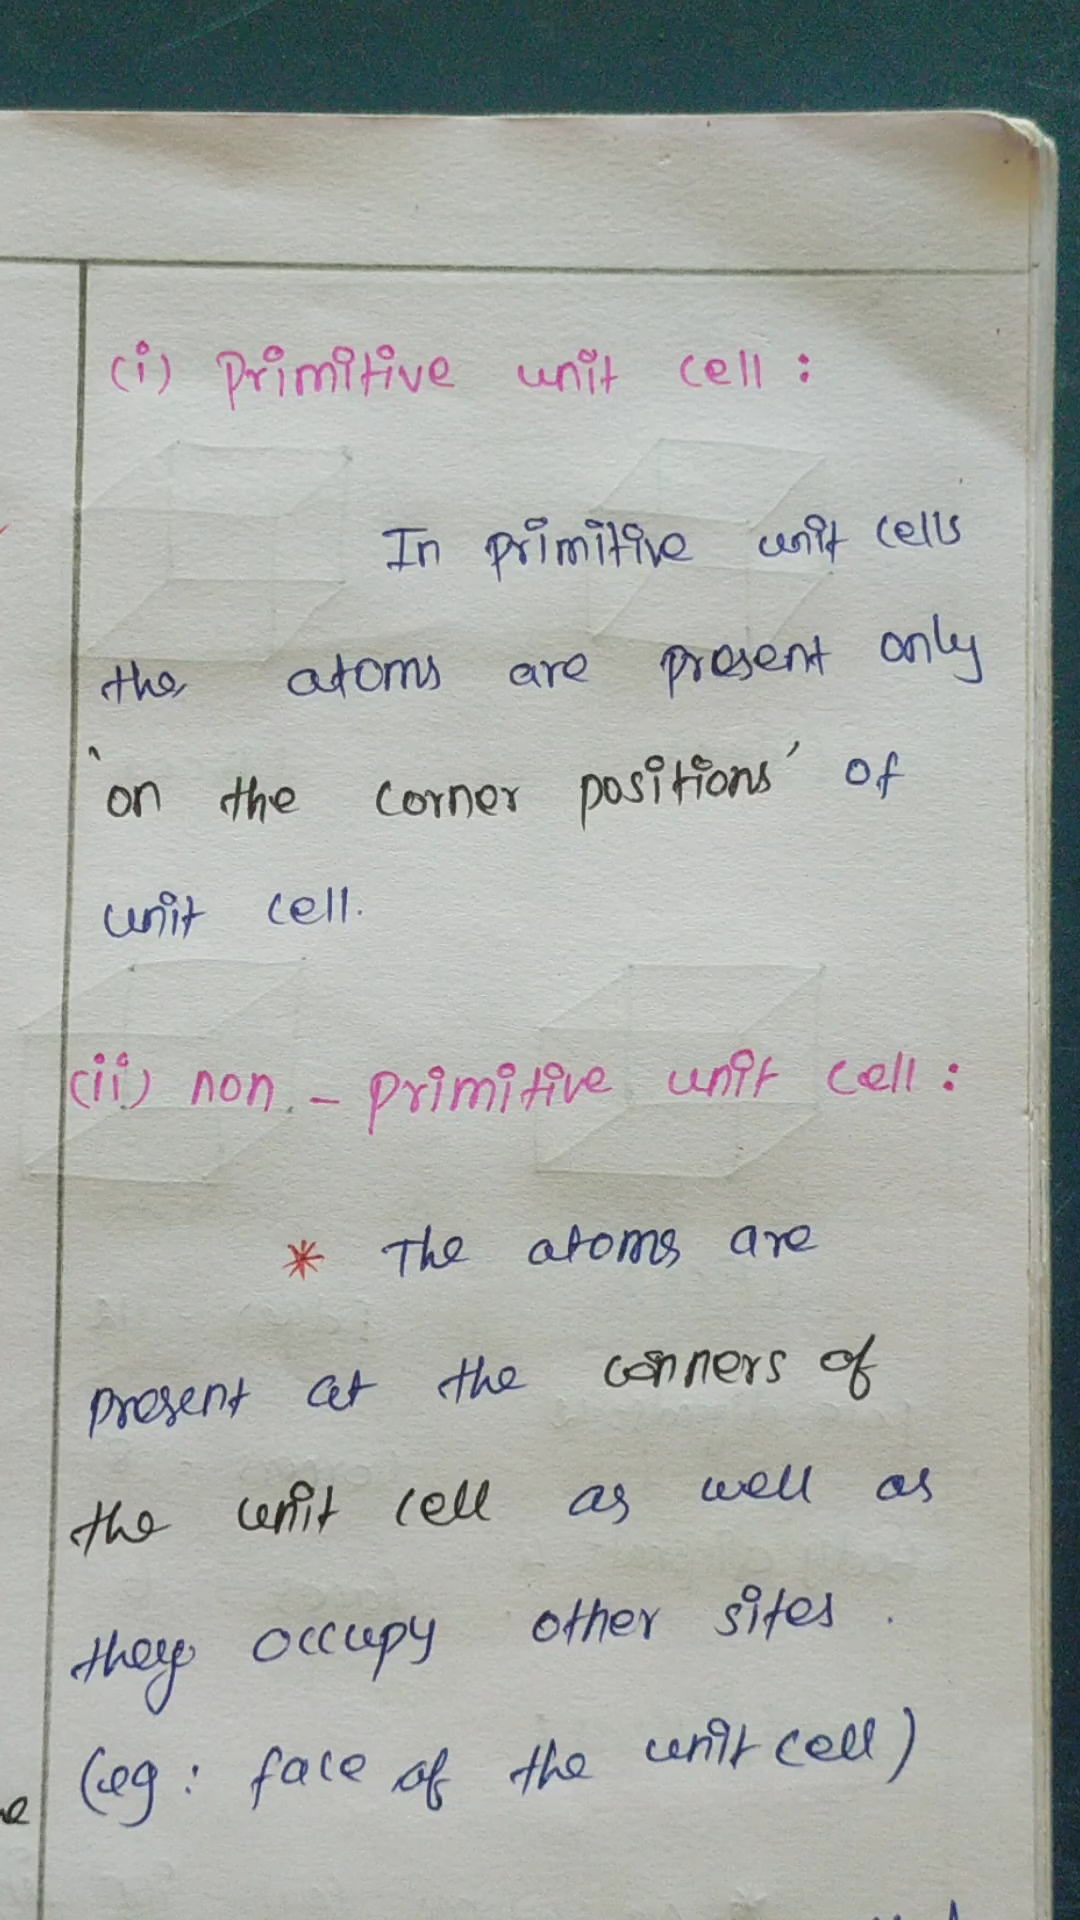 (i) Primitive unit cell :
In primitive unit cells
the atoms are present only
'on the corner positions' of
unit cell.
(ii) non - primitive unit cell :
* The atoms are
present at the conners of
the unit cell as well as
they occupy other sites.
(eg : face of the unit cell)